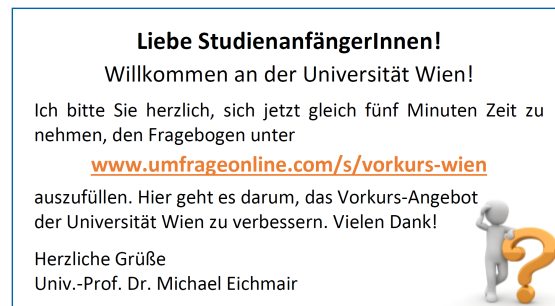 Liebe StudienanfängerInnen!
Willkommen an der Universität Wien!
Ich bitte Sie herzlich, sich jetzt gleich fünf Minuten Zeit zu
nehmen, den Fragebogen unter
www.umfrageonline.com/s/vorkurs-wien
auszufüllen. Hier geht es darum, das Vorkurs-Angebot
der Universität Wien zu verbessern. Vielen Dank!
Herzliche Grüße
Univ.-Prof. Dr. Michael Eichmair